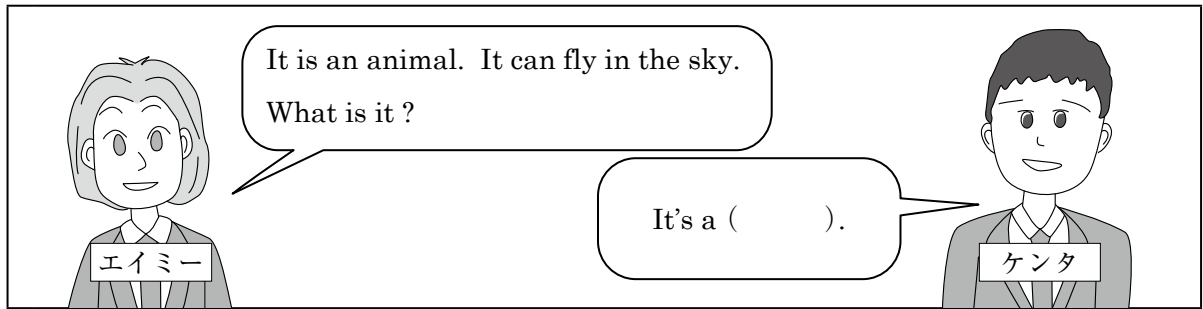 It is an animal. It can fly in the sky.
What is it ?
It’s a （　　　）.
エイミー
ケンタ